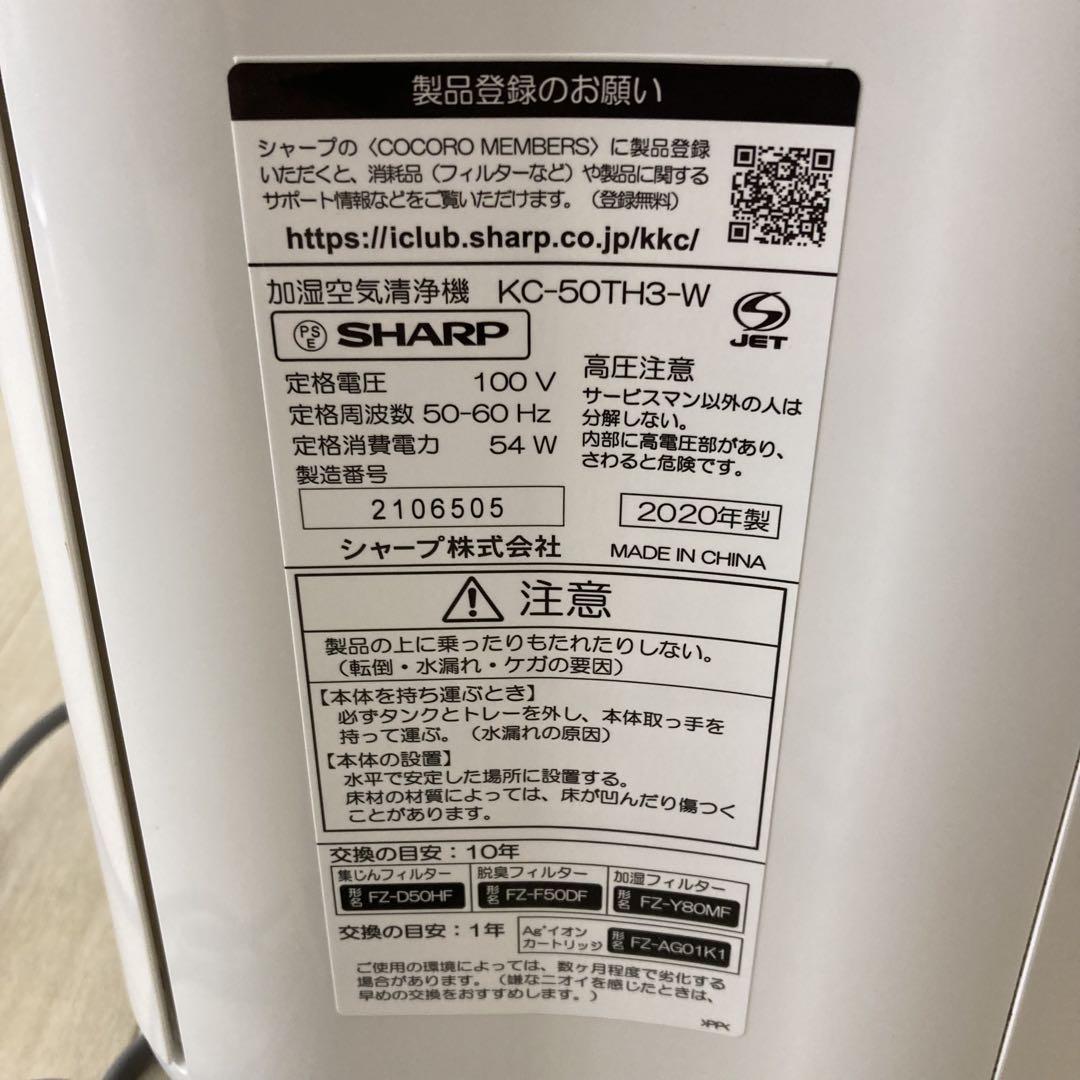 製品登録のお願い
シャープの〈COCORO MEMBERS〉に製品登録
いただくと、消耗品（フィルターなど）や製品に関する
サポート情報などをご覧いただけます。（登録無料）
https://iclub.sharp.co.jp/kkc/
加湿空気清浄機 KC-50TH3-W
JET
PS
E
SHARP
定格電圧 100 V
定格周波数 50-60 Hz
定格消費電力 54 W
製造番号
2106505
シャープ株式会社
高圧注意
サービスマン以外の人は
分解しない。
内部に高電圧部があり、
さわると危険です。
2020年製
MADE IN CHINA
注意
製品の上に乗ったりもたれたりしない。
（転倒・水漏れ・ケガの要因）
【本体を持ち運ぶとき】
必ずタンクとトレーを外し、本体取っ手を
持って運ぶ。（水漏れの原因）
【本体の設置】
水平で安定した場所に設置する。
床材の材質によっては、床が凹んだり傷つく
ことがあります。
交換の目安：10年
集じんフィルター
形名 FZ-D50HF
脱臭フィルター
形名 FZ-F50DF
加湿フィルター
形名 FZ-Y80MF
交換の目安：1年
Ag⁺イオン
カートリッジ
形名 FZ-AG01K1
ご使用の環境によっては、数ヶ月程度で劣化する
場合があります。（嫌なニオイを感じたときは、
早めの交換をおすすめします。）
>PP<